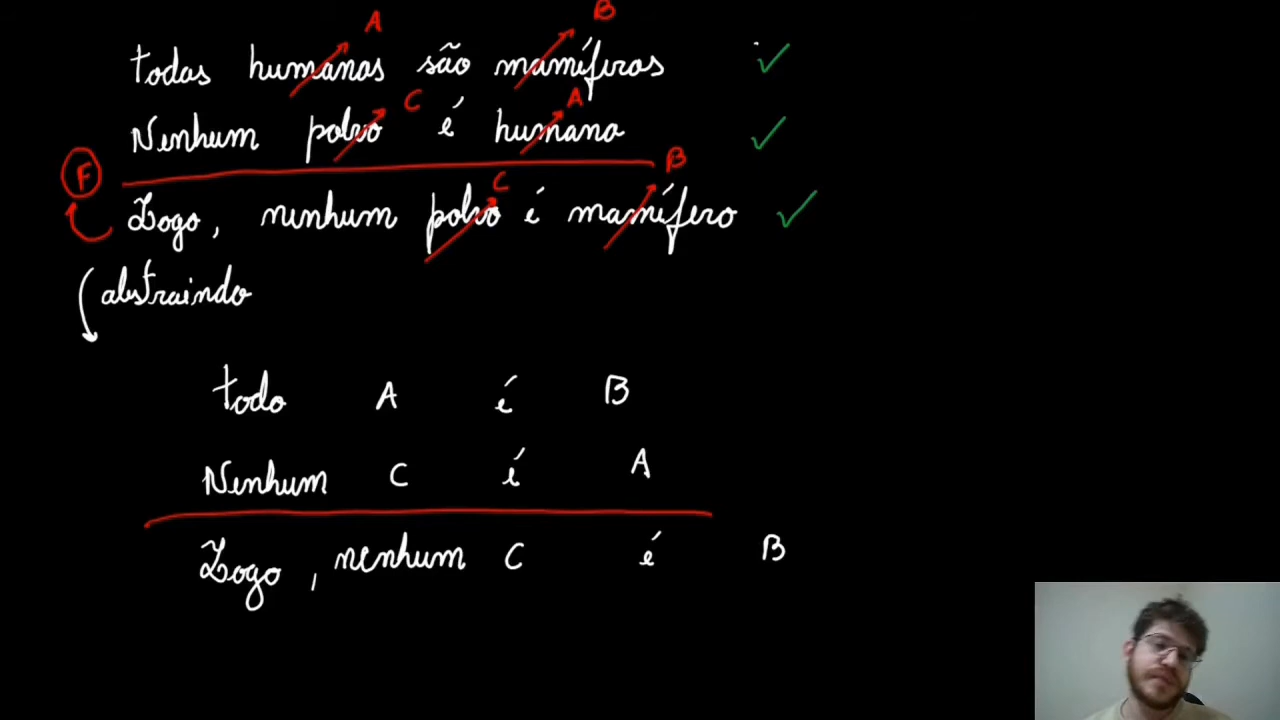 A B
todos humanos são mamíferos
C A
Nenhum polvo é humano
F B
C
Logo, nenhum polvo é mamífero
abstraindo
todo A é B
Nenhum C é A
Logo, nenhum C é B